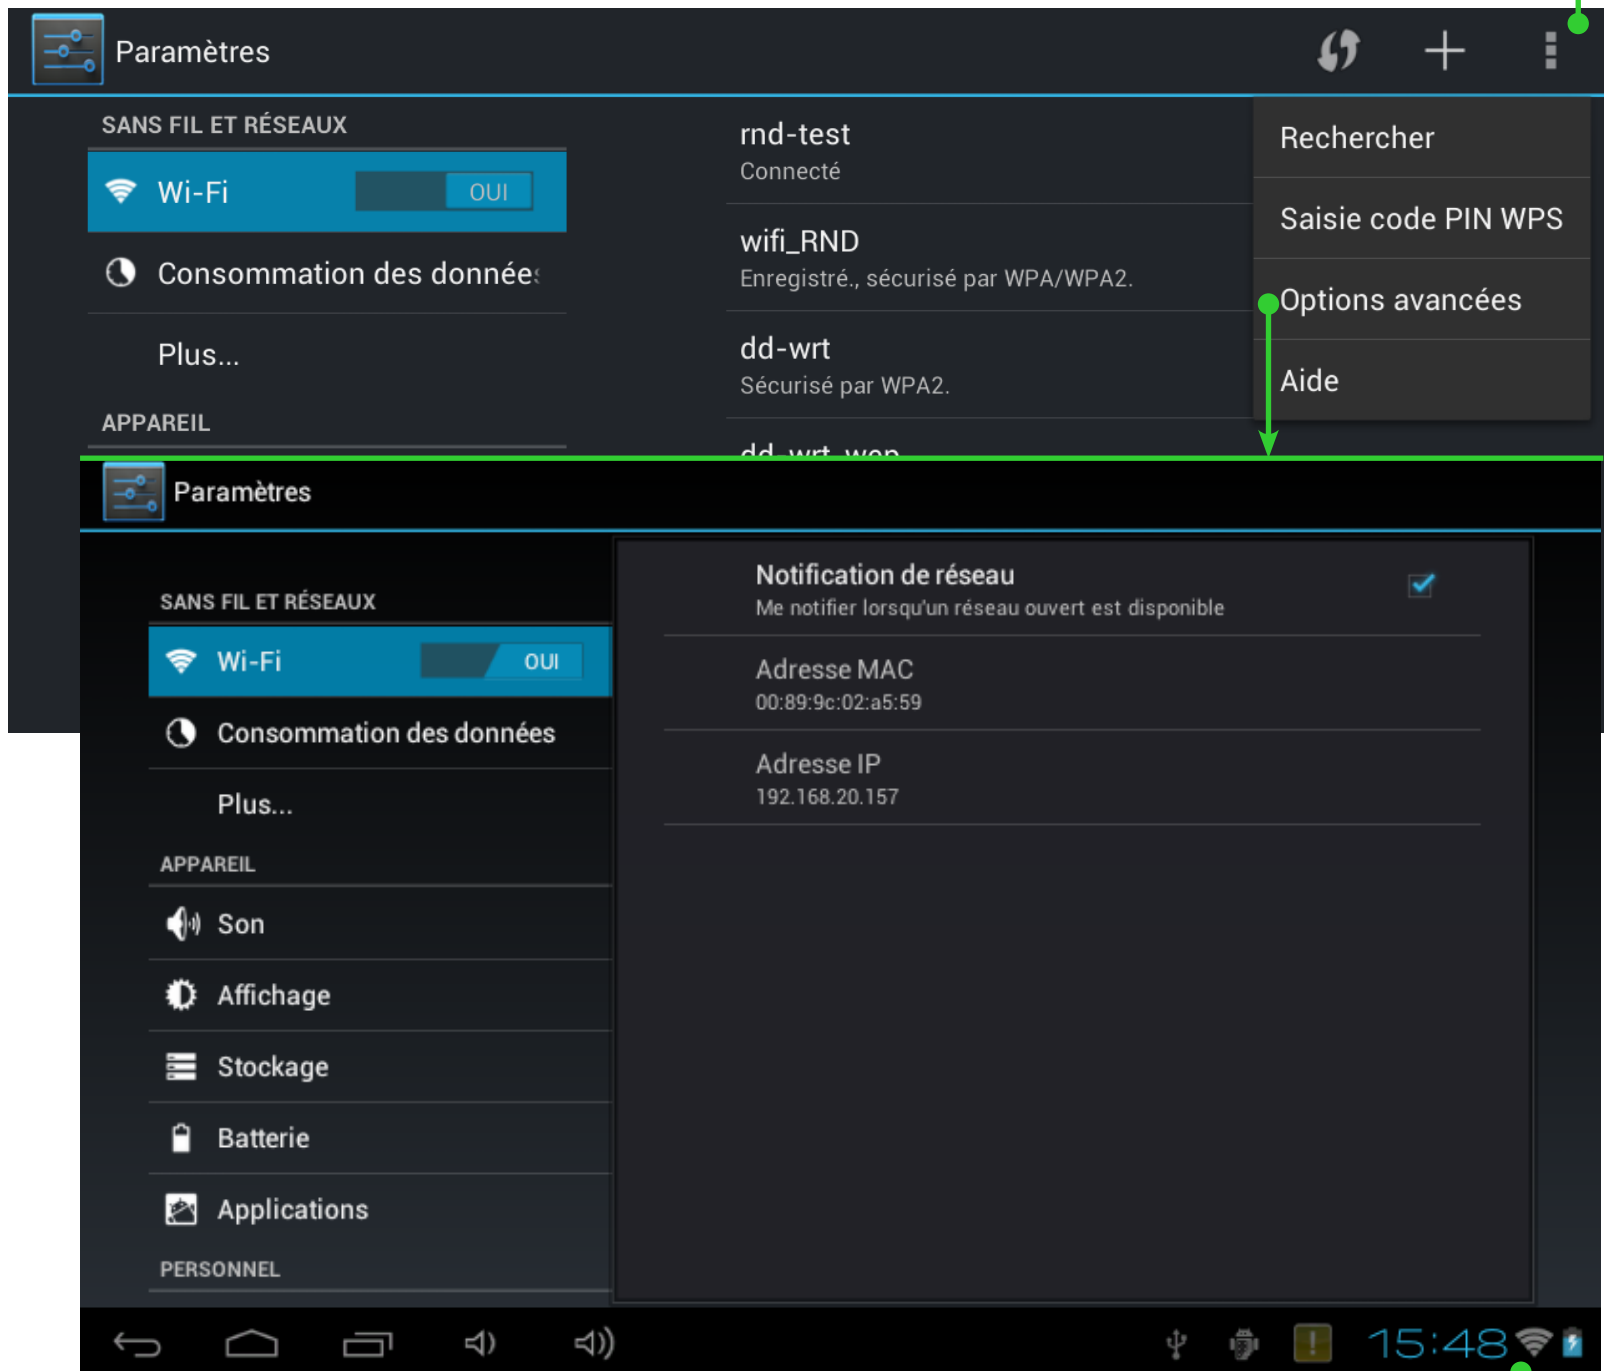 Paramètres
SANS FIL ET RÉSEAUX
Wi-Fi
OUI
Consommation des données
Plus...
APPAREIL
rnd-test
Connecté
wifi_RND
Enregistré., sécurisé par WPA/WPA2.
dd-wrt
Sécurisé par WPA2.
dd-wrt_wep
Rechercher
Saisie code PIN WPS
Options avancées
Aide
Paramètres
SANS FIL ET RÉSEAUX
Wi-Fi
OUI
Consommation des données
Plus...
APPAREIL
Son
Affichage
Stockage
Batterie
Applications
PERSONNEL
Notification de réseau
Me notifier lorsqu'un réseau ouvert est disponible
Adresse MAC
00:89:9c:02:a5:59
Adresse IP
192.168.20.157
15:48